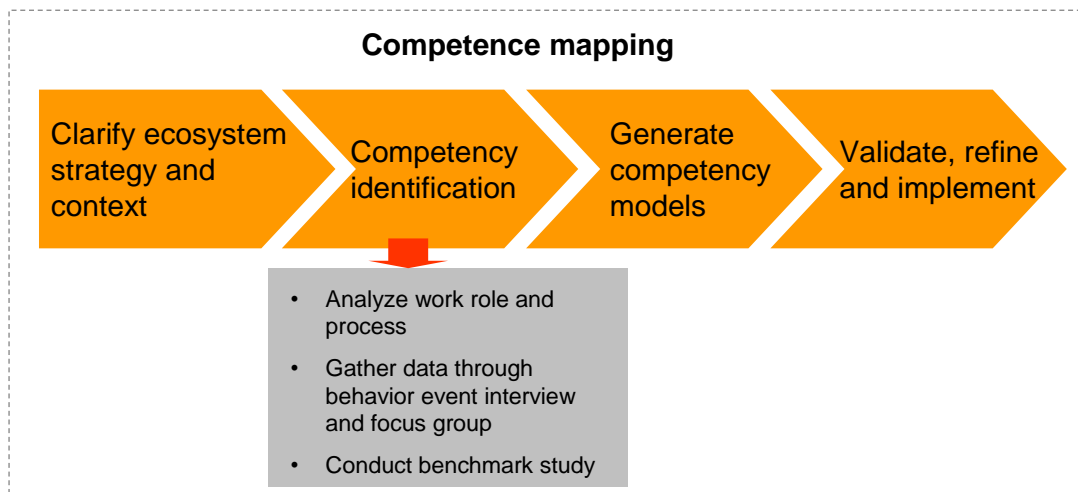 Competence mapping
Clarify ecosystem
strategy and
context
Competency
identification
Generate
competency
models
Validate, refine
and implement
• Analyze work role and
process
• Gather data through
behavior event interview
and focus group
• Conduct benchmark study